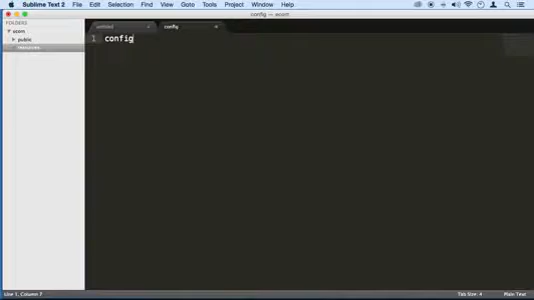 Sublime Text 2 File Edit Selection Find View Goto Tools Project Window Help
config — ecom
FOLDERS
ecom
public
resources
untitled
config
1 config
Line 1, Column 7
Tab Size: 4
Plain Text